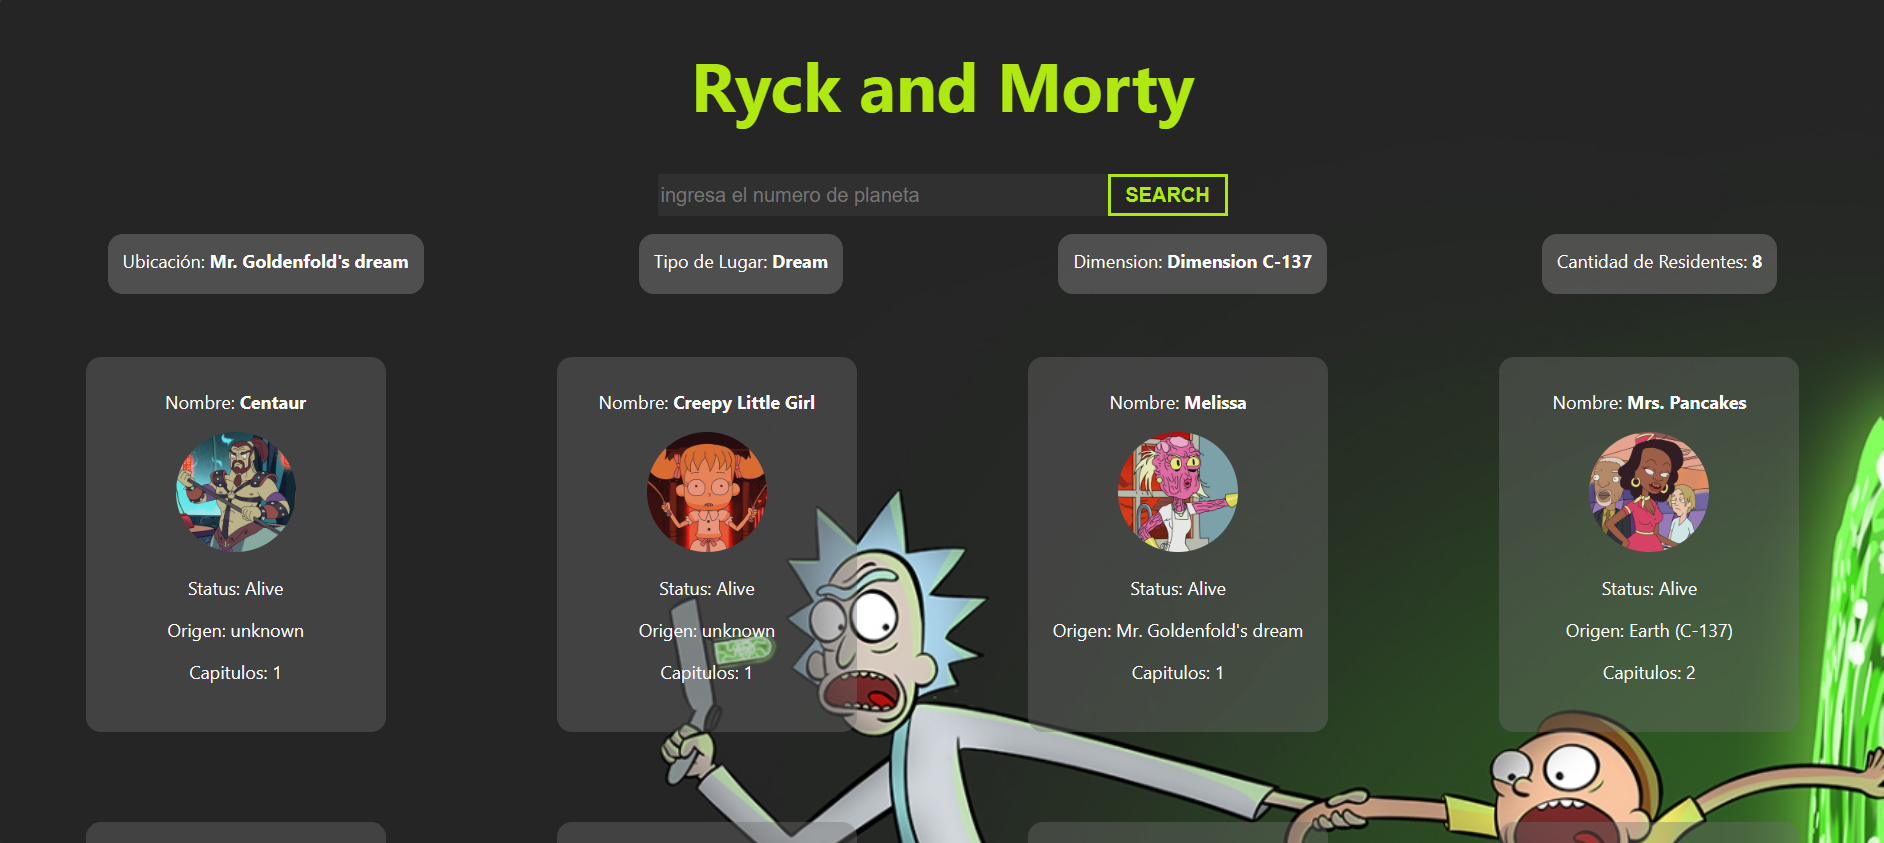 Ryck and Morty
ingresa el numero de planeta SEARCH
Ubicación: Mr. Goldenfold's dream
Tipo de Lugar: Dream
Dimension: Dimension C-137
Cantidad de Residentes: 8
Nombre: Centaur
Status: Alive
Origen: unknown
Capitulos: 1
Nombre: Creepy Little Girl
Status: Alive
Origen: unknown
Capitulos: 1
Nombre: Melissa
Status: Alive
Origen: Mr. Goldenfold's dream
Capitulos: 1
Nombre: Mrs. Pancakes
Status: Alive
Origen: Earth (C-137)
Capitulos: 2